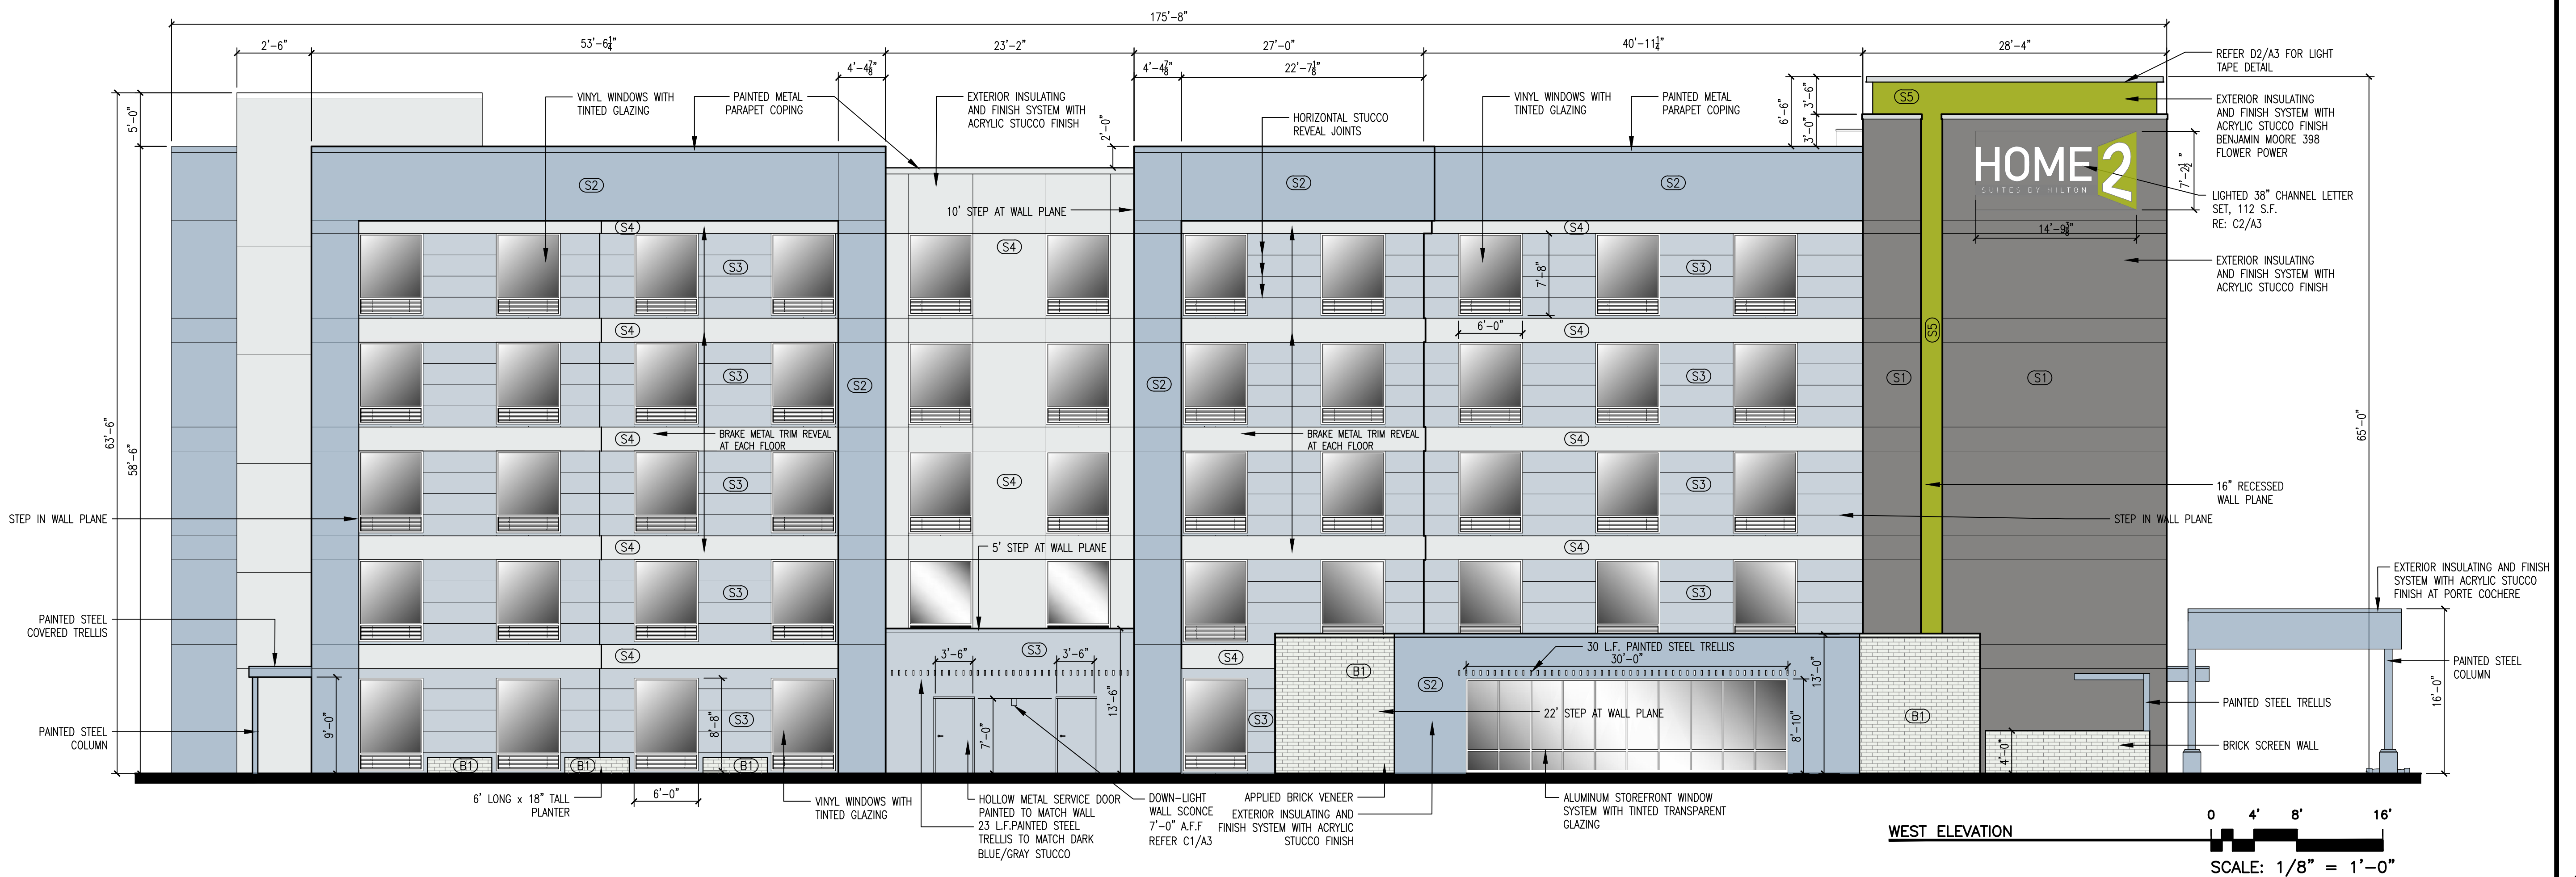 175'-8"
2'-6"
53'-6¼"
23'-2"
27'-0"
40'-11¼"
28'-4"
4'-4⅞"
4'-4⅞"
22'-7⅛"
REFER D2/A3 FOR LIGHT
TAPE DETAIL
VINYL WINDOWS WITH
TINTED GLAZING
PAINTED METAL
PARAPET COPING
EXTERIOR INSULATING
AND FINISH SYSTEM WITH
ACRYLIC STUCCO FINISH
2'-0"
HORIZONTAL STUCCO
REVEAL JOINTS
VINYL WINDOWS WITH
TINTED GLAZING
PAINTED METAL
PARAPET COPING
6'-6"
3'-6"
3'-0"
S5
EXTERIOR INSULATING
AND FINISH SYSTEM WITH
ACRYLIC STUCCO FINISH
BENJAMIN MOORE 398
FLOWER POWER
5'-0"
S2
10' STEP AT WALL PLANE
S2
S2
HOME2
SUITES BY HILTON
7'-2½"
14'-9⅜"
LIGHTED 38" CHANNEL LETTER
SET, 112 S.F.
RE: C2/A3
S4
S4
S4
S3
S3
7'-8"
6'-0"
EXTERIOR INSULATING
AND FINISH SYSTEM WITH
ACRYLIC STUCCO FINISH
S4
S4
S5
S3
S2
S2
S3
S1
S1
63'-6"
58'-6"
65'-0"
S4
BRAKE METAL TRIM REVEAL
AT EACH FLOOR
BRAKE METAL TRIM REVEAL
AT EACH FLOOR
S4
S3
S4
S3
16" RECESSED
WALL PLANE
STEP IN WALL PLANE
STEP IN WALL PLANE
S4
5' STEP AT WALL PLANE
S4
S3
S3
EXTERIOR INSULATING AND FINISH
SYSTEM WITH ACRYLIC STUCCO
FINISH AT PORTE COCHERE
PAINTED STEEL
COVERED TRELLIS
S4
3'-6"
S3
3'-6"
S4
B1
30 L.F. PAINTED STEEL TRELLIS
30'-0"
13'-0"
S2
PAINTED STEEL
COLUMN
16'-0"
PAINTED STEEL TRELLIS
PAINTED STEEL
COLUMN
9'-0"
8'-8"
S3
7'-0"
13'-6"
S3
22' STEP AT WALL PLANE
8'-10"
B1
4'-0"
BRICK SCREEN WALL
B1
B1
B1
6' LONG x 18" TALL
PLANTER
6'-0"
VINYL WINDOWS WITH
TINTED GLAZING
HOLLOW METAL SERVICE DOOR
PAINTED TO MATCH WALL
23 L.F.PAINTED STEEL
TRELLIS TO MATCH DARK
BLUE/GRAY STUCCO
DOWN-LIGHT
WALL SCONCE
7'-0" A.F.F
REFER C1/A3
APPLIED BRICK VENEER
EXTERIOR INSULATING AND
FINISH SYSTEM WITH ACRYLIC
STUCCO FINISH
ALUMINUM STOREFRONT WINDOW
SYSTEM WITH TINTED TRANSPARENT
GLAZING
WEST ELEVATION
0 4' 8' 16'
SCALE: 1/8" = 1'-0"